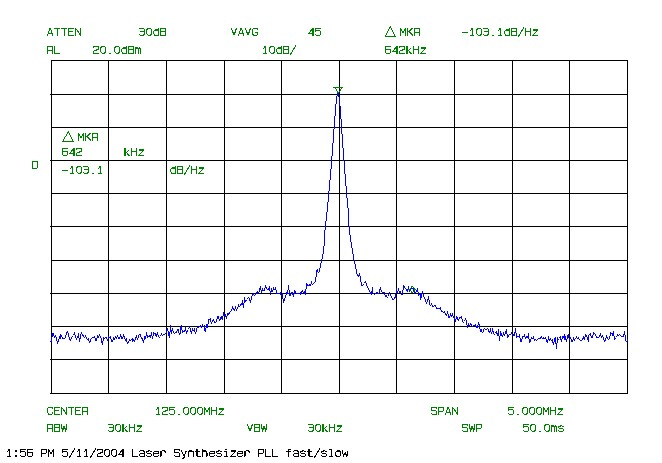 ATTEN 30dB VAVG 45 △ MKR -103.1dB/Hz
RL 20.0dBm 10dB/ 642kHz
△ MKR
642 kHz
D
-103.1 dB/Hz
CENTER 125.000MHz SPAN 5.000MHz
RBW 30kHz VBW 30kHz SWP 50.0ms
1:56 PM 5/11/2004 Laser Synthesizer PLL fast/slow